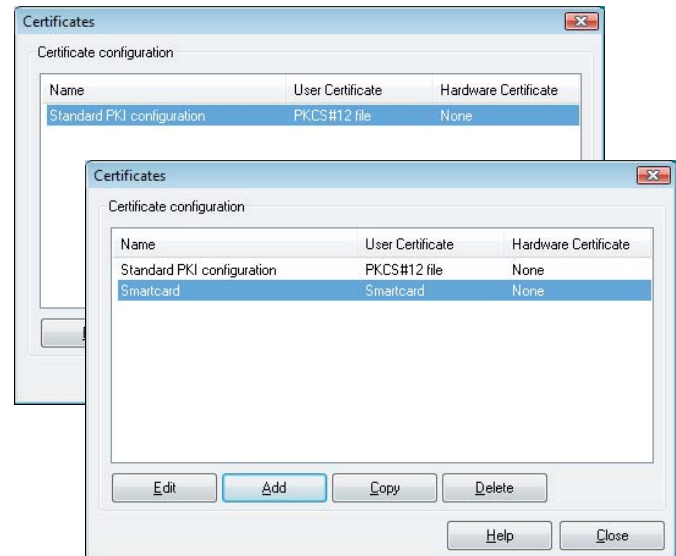 Certificates
Certificate configuration
Name User Certificate Hardware Certificate
Standard PKI configuration PKCS#12 file None
Certificates
Certificate configuration
Name User Certificate Hardware Certificate
Standard PKI configuration PKCS#12 file None
Smartcard Smartcard None
Edit Add Copy Delete
Help Close